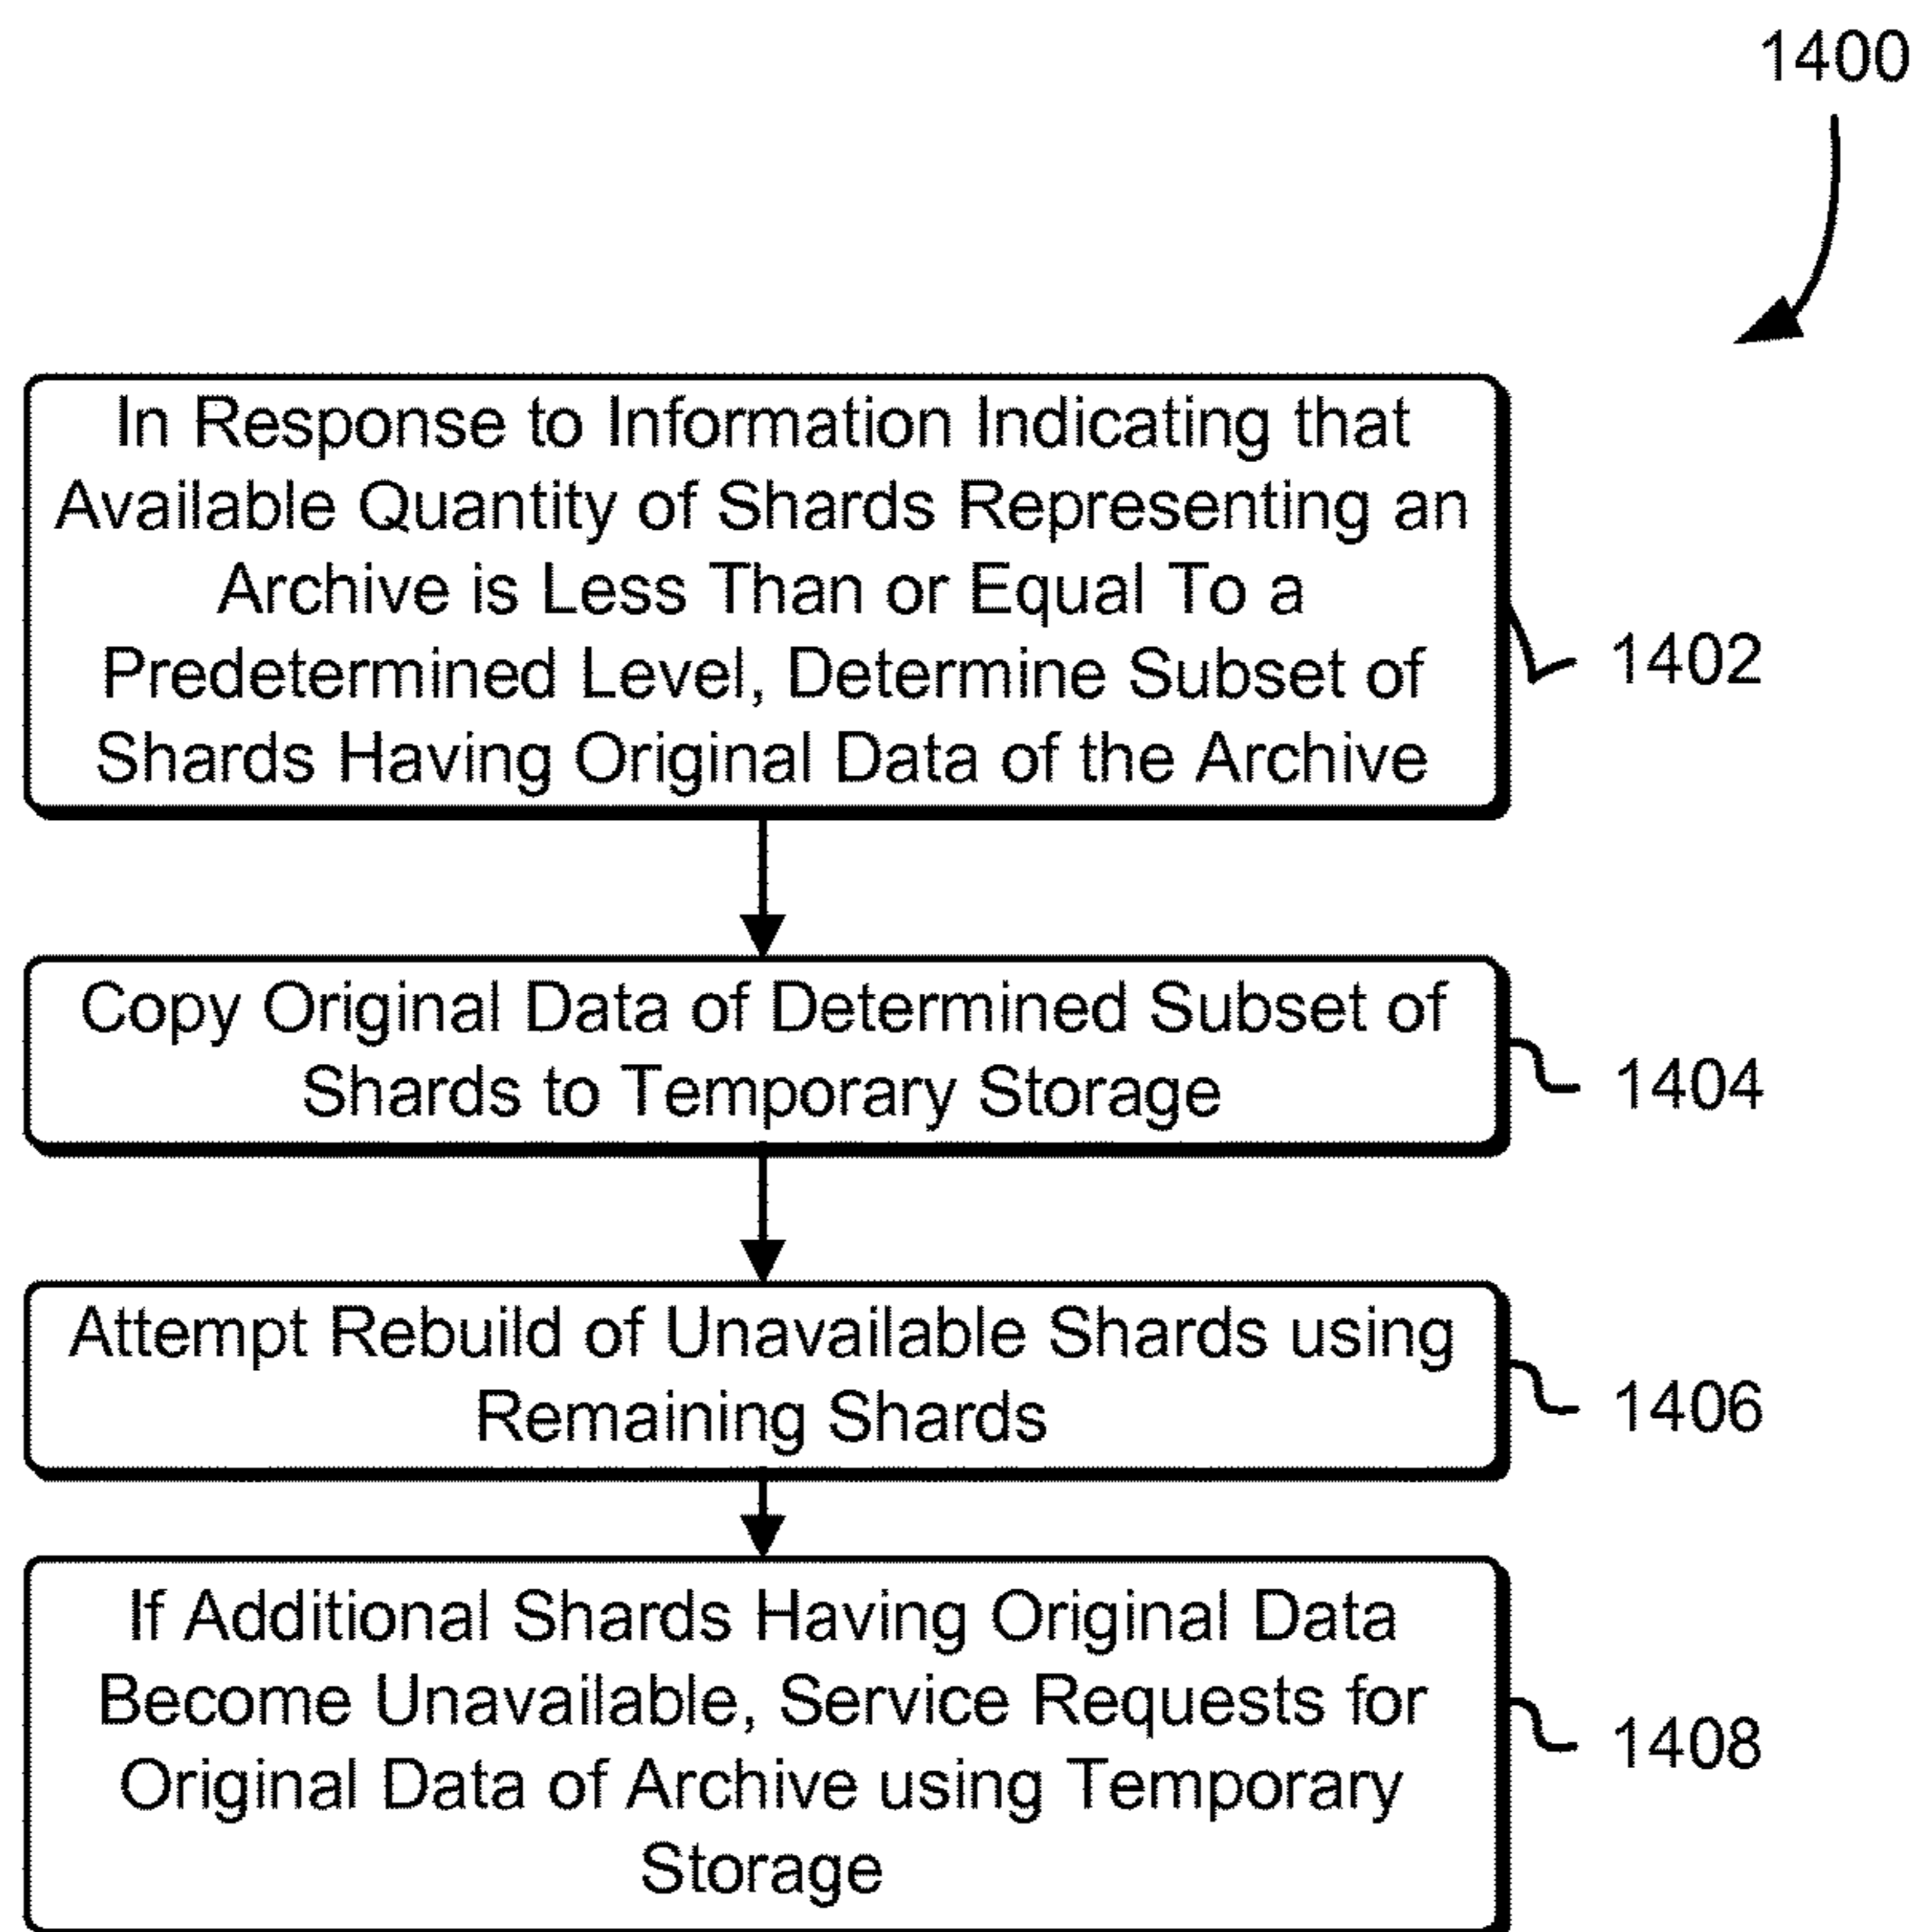 1400
In Response to Information Indicating that
Available Quantity of Shards Representing an
Archive is Less Than or Equal To a
Predetermined Level, Determine Subset of
Shards Having Original Data of the Archive
1402
Copy Original Data of Determined Subset of
Shards to Temporary Storage
1404
Attempt Rebuild of Unavailable Shards using
Remaining Shards
1406
If Additional Shards Having Original Data
Become Unavailable, Service Requests for
Original Data of Archive using Temporary
Storage
1408